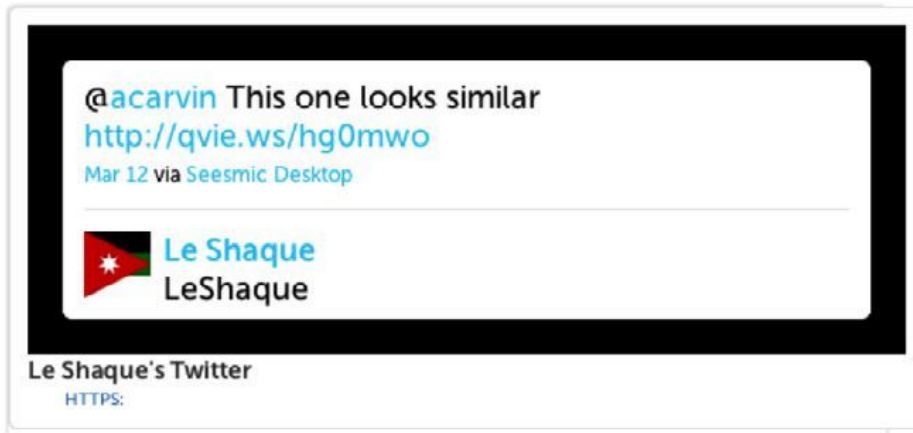 @acarvin This one looks similar
http://qvie.ws/hg0mwo
Mar 12 via Seesmic Desktop
Le Shaque
LeShaque
Le Shaque's Twitter
HTTPS: